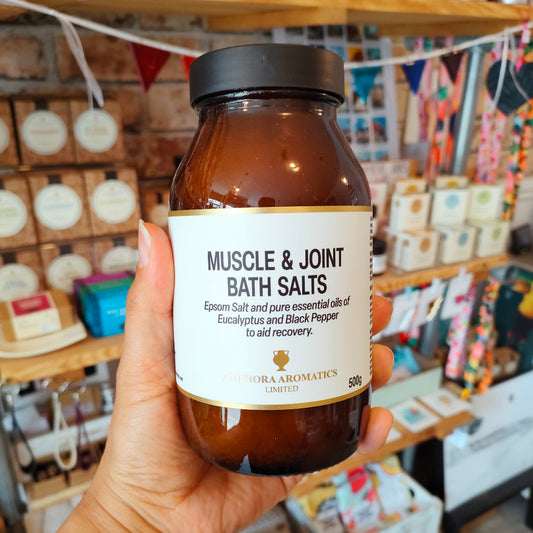 MUSCLE & JOINT
BATH SALTS
Epsom Salt and pure essential oils of
Eucalyptus and Black Pepper
to aid recovery.
AMPHORA AROMATICS
LIMITED
500g